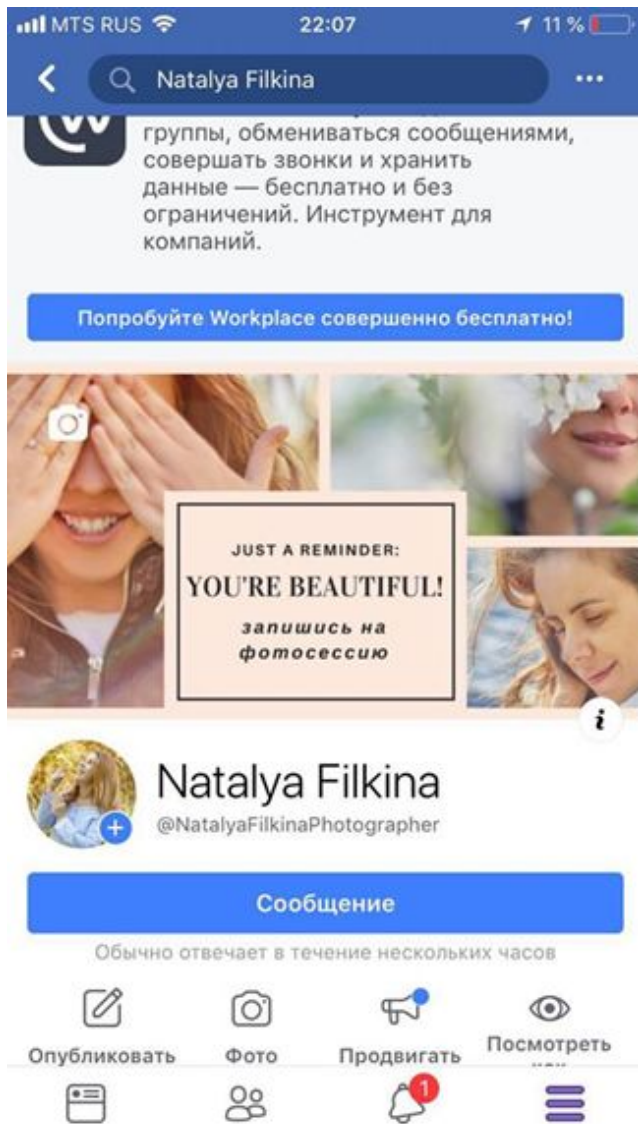 MTS RUS 22:07 11 %
Natalya Filkina
группы, обмениваться сообщениями,
совершать звонки и хранить
данные — бесплатно и без
ограничений. Инструмент для
компаний.
Попробуйте Workplace совершенно бесплатно!
JUST A REMINDER:
YOU'RE BEAUTIFUL!
запишись на
фотосессию
i
Natalya Filkina
@NatalyaFilkinaPhotographer
Сообщение
Обычно отвечает в течение нескольких часов
Опубликовать Фото Продвигать Посмотреть
1